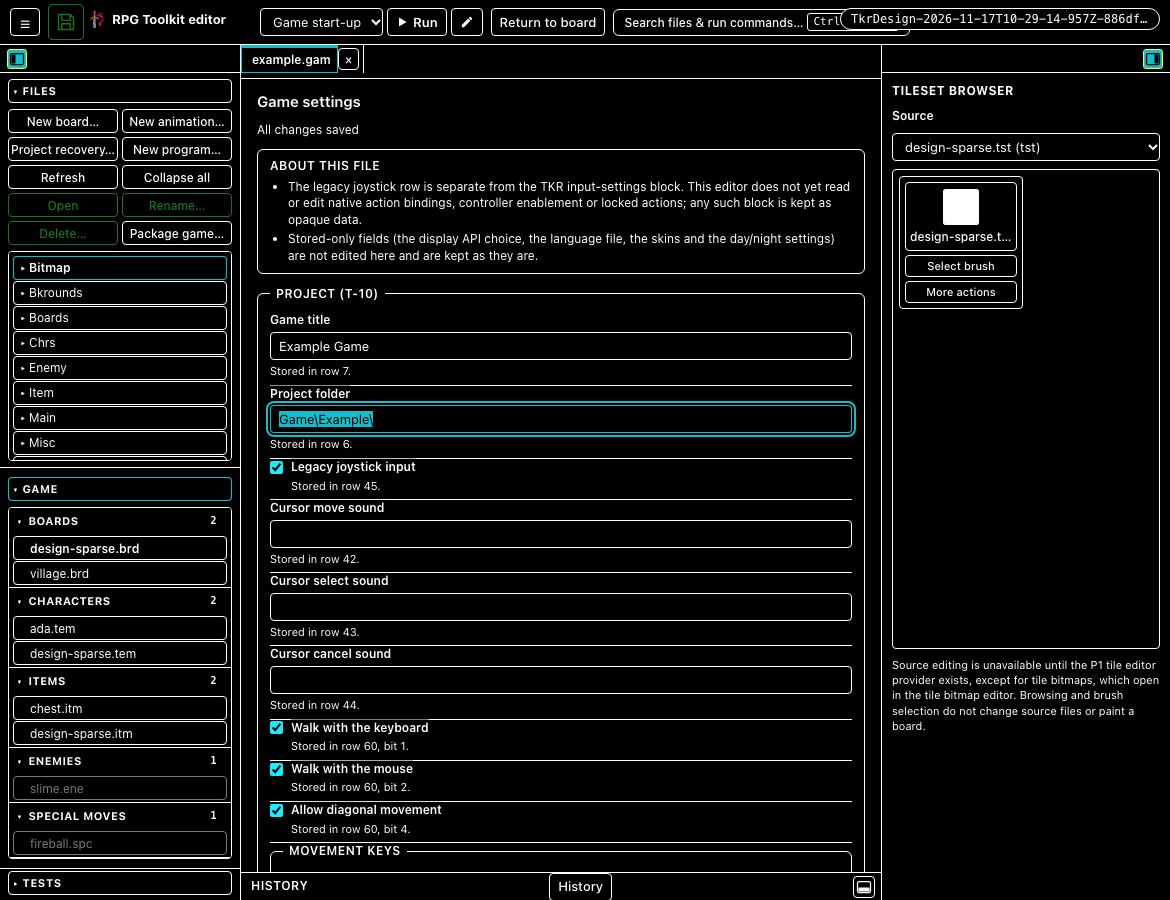 RPG Toolkit editor
Game start-up
Run
Return to board
Search files & run commands...
Ctrl
TkrDesign-2026-11-17T10-29-14-957Z-886df…
FILES
New board...
New animation...
Project recovery...
New program...
Refresh
Collapse all
Open
Rename...
Delete...
Package game...
Bitmap
Bkrounds
Boards
Chrs
Enemy
Item
Main
Misc
GAME
BOARDS 2
design-sparse.brd
village.brd
CHARACTERS 2
ada.tem
design-sparse.tem
ITEMS 2
chest.itm
design-sparse.itm
ENEMIES 1
slime.ene
SPECIAL MOVES 1
fireball.spc
TESTS
example.gam
x
Game settings
All changes saved
ABOUT THIS FILE
• The legacy joystick row is separate from the TKR input-settings block. This editor does not yet read
or edit native action bindings, controller enablement or locked actions; any such block is kept as
opaque data.
• Stored-only fields (the display API choice, the language file, the skins and the day/night settings)
are not edited here and are kept as they are.
PROJECT (T-10)
Game title
Example Game
Stored in row 7.
Project folder
Game\Example\
Stored in row 6.
Legacy joystick input
Stored in row 45.
Cursor move sound
Stored in row 42.
Cursor select sound
Stored in row 43.
Cursor cancel sound
Stored in row 44.
Walk with the keyboard
Stored in row 60, bit 1.
Walk with the mouse
Stored in row 60, bit 2.
Allow diagonal movement
Stored in row 60, bit 4.
MOVEMENT KEYS
HISTORY
History
TILESET BROWSER
Source
design-sparse.tst (tst)
design-sparse.t...
Select brush
More actions
Source editing is unavailable until the P1 tile editor
provider exists, except for tile bitmaps, which open
in the tile bitmap editor. Browsing and brush
selection do not change source files or paint a
board.